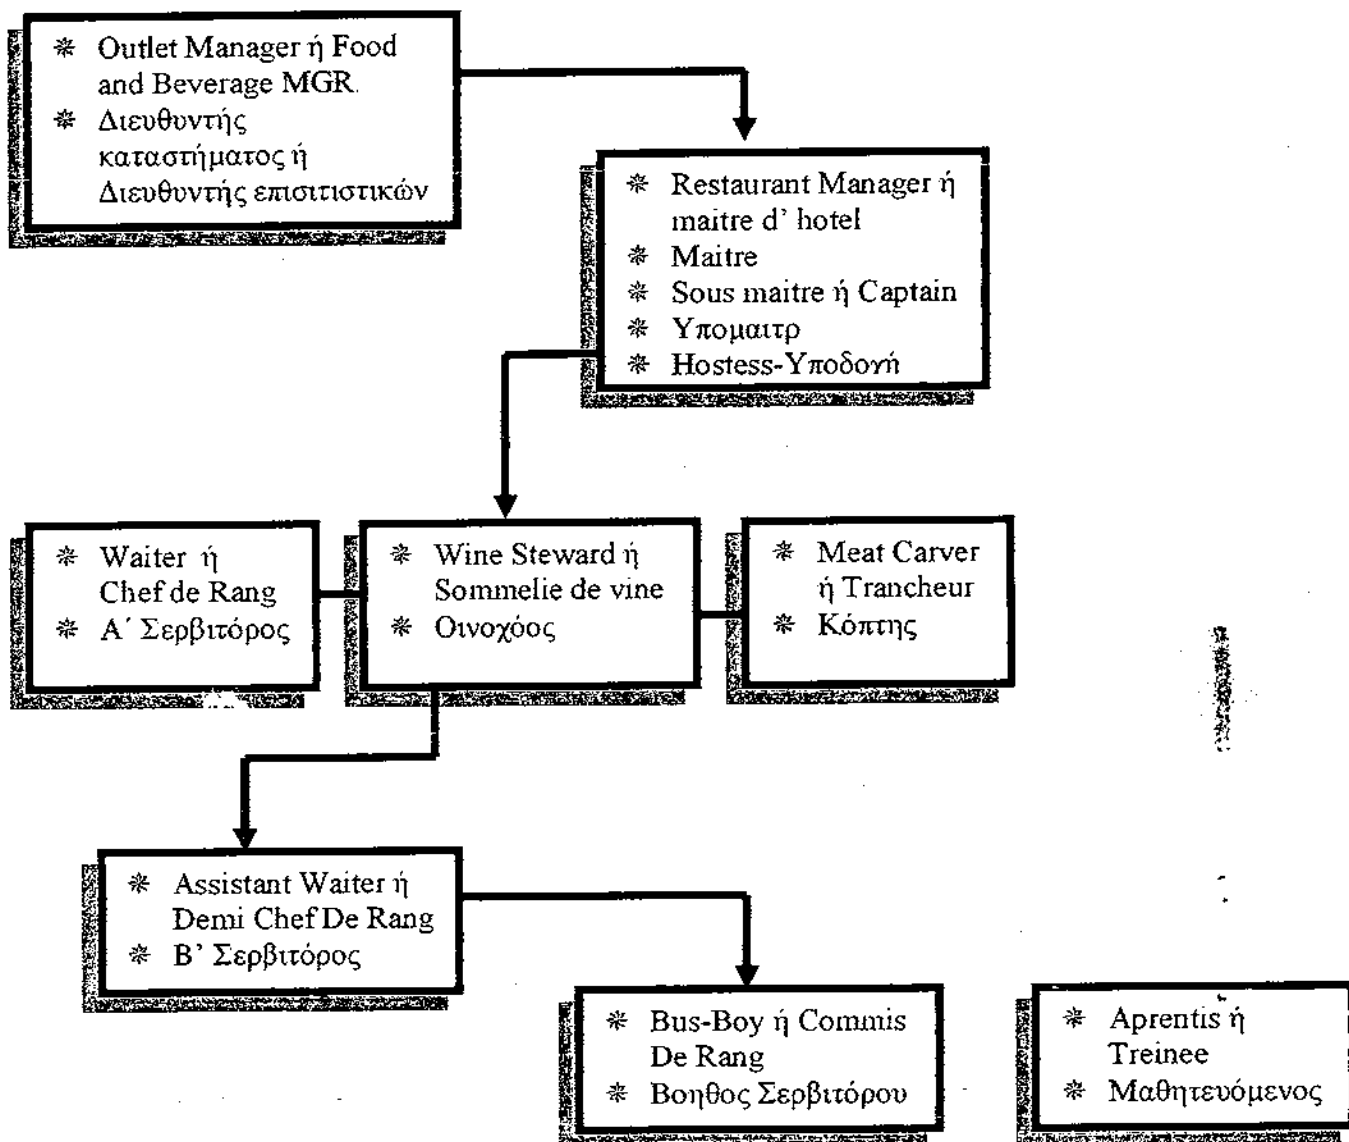 ❋ Outlet Manager ή Food
and Beverage MGR.
❋ Διευθυντής
καταστήματος ή
Διευθυντής επισιτιστικών
❋ Restaurant Manager ή
maitre d’ hotel
❋ Maitre
❋ Sous maitre ή Captain
❋ Υπομαιτρ
❋ Hostess-Υποδογή
❋ Waiter ή
Chef de Rang
❋ Α΄ Σερβιτόρος
❋ Wine Steward ή
Sommelie de vine
❋ Οινοχόος
❋ Meat Carver
ή Trancheur
❋ Κόπτης
❋ Assistant Waiter ή
Demi Chef De Rang
❋ Β’ Σερβιτόρος
❋ Bus-Boy ή Commis
De Rang
❋ Βοηθος Σερβιτόρου
❋ Aprentis ή
Treinee
❋ Μαθητευόμενος